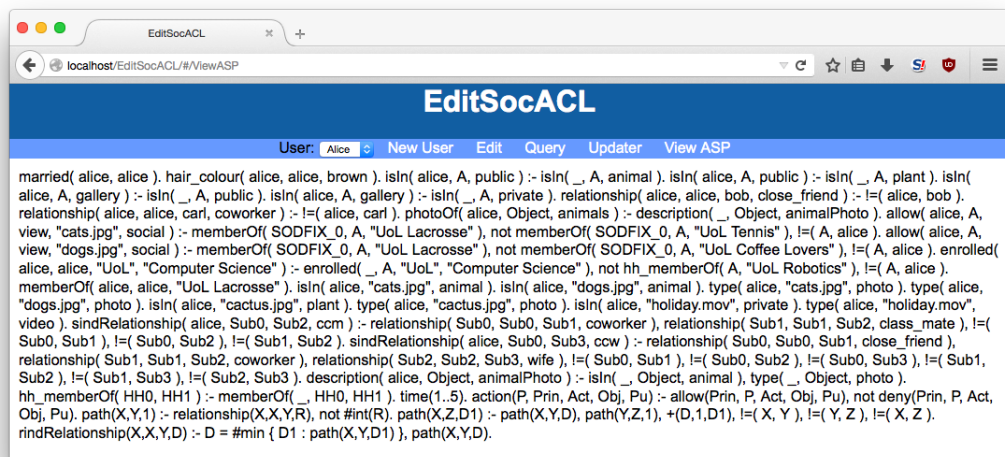 EditSocACL
localhost/EditSocACL/#/ViewASP
EditSocACL
User: Alice New User Edit Query Updater View ASP
married( alice, alice ). hair_colour( alice, alice, brown ). isIn( alice, A, public ) :- isIn( _, A, animal ). isIn( alice, A, public ) :- isIn( _, A, plant ). isIn(
alice, A, gallery ) :- isIn( _, A, public ). isIn( alice, A, gallery ) :- isIn( _, A, private ). relationship( alice, alice, bob, close_friend ) :- !=( alice, bob ).
relationship( alice, alice, carl, coworker ) :- !=( alice, carl ). photoOf( alice, Object, animals ) :- description( _, Object, animalPhoto ). allow( alice, A,
view, "cats.jpg", social ) :- memberOf( SODFIX_0, A, "UoL Lacrosse" ), not memberOf( SODFIX_0, A, "UoL Tennis" ), !=( A, alice ). allow( alice, A,
view, "dogs.jpg", social ) :- memberOf( SODFIX_0, A, "UoL Lacrosse" ), not memberOf( SODFIX_0, A, "UoL Coffee Lovers" ), !=( A, alice ). enrolled(
alice, alice, "UoL", "Computer Science" ) :- enrolled( _, A, "UoL", "Computer Science" ), not hh_memberOf( A, "UoL Robotics" ), !=( A, alice ).
memberOf( alice, alice, "UoL Lacrosse" ). isIn( alice, "cats.jpg", animal ). isIn( alice, "dogs.jpg", animal ). type( alice, "cats.jpg", photo ). type( alice,
"dogs.jpg", photo ). isIn( alice, "cactus.jpg", plant ). type( alice, "cactus.jpg", photo ). isIn( alice, "holiday.mov", private ). type( alice, "holiday.mov",
video ). sindRelationship( alice, Sub0, Sub2, ccm ) :- relationship( Sub0, Sub0, Sub1, coworker ), relationship( Sub1, Sub1, Sub2, class_mate ), !=(
Sub0, Sub1 ), !=( Sub0, Sub2 ), !=( Sub1, Sub2 ). sindRelationship( alice, Sub0, Sub3, ccw ) :- relationship( Sub0, Sub0, Sub1, close_friend ),
relationship( Sub1, Sub1, Sub2, coworker ), relationship( Sub2, Sub2, Sub3, wife ), !=( Sub0, Sub1 ), !=( Sub0, Sub2 ), !=( Sub0, Sub3 ), !=( Sub1,
Sub2 ), !=( Sub1, Sub3 ), !=( Sub2, Sub3 ). description( alice, Object, animalPhoto ) :- isIn( _, Object, animal ), type( _, Object, photo ).
hh_memberOf( HH0, HH1 ) :- memberOf( _, HH0, HH1 ). time(1..5). action(P, Prin, Act, Obj, Pu) :- allow(Prin, P, Act, Obj, Pu), not deny(Prin, P, Act,
Obj, Pu). path(X,Y,1) :- relationship(X,X,Y,R), not #int(R). path(X,Z,D1) :- path(X,Y,D), path(Y,Z,1), +(D,1,D1), !=( X, Y ), !=( Y, Z ), !=( X, Z ).
rindRelationship(X,X,Y,D) :- D = #min { D1 : path(X,Y,D1) }, path(X,Y,D).